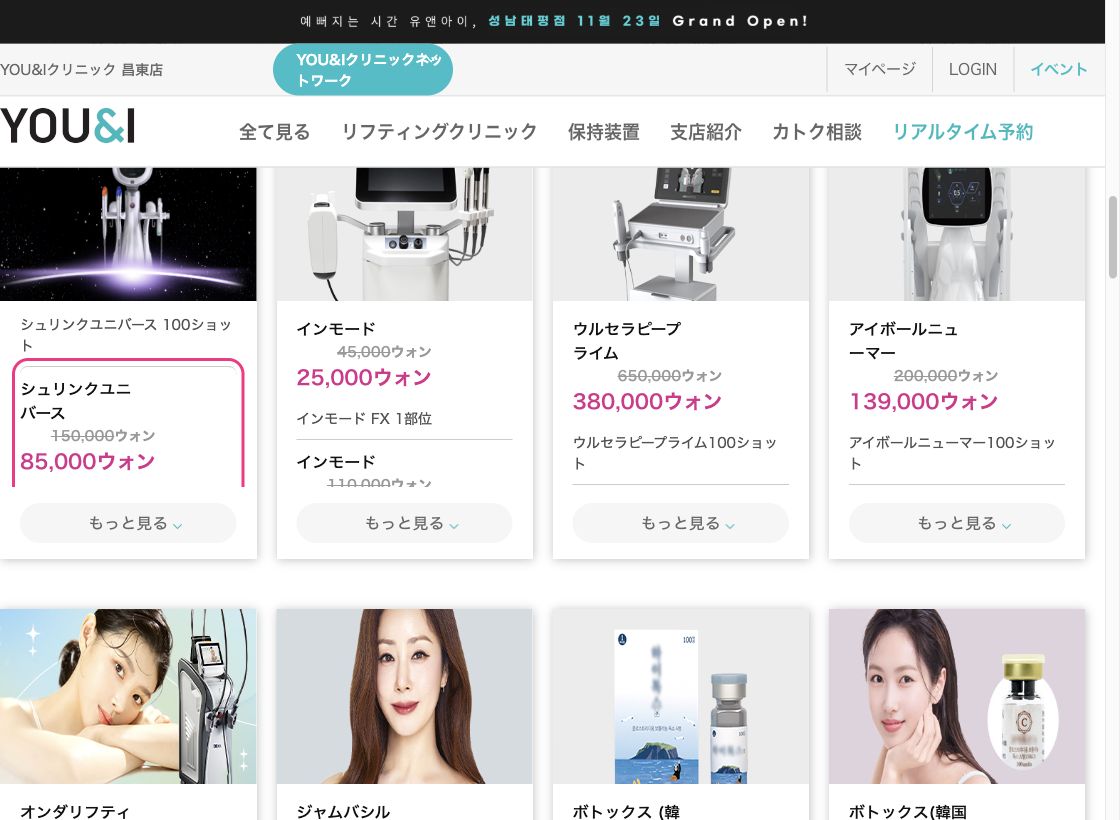 예뻐지는 시간 유앤아이, 성남태평점 11월 23일 Grand Open!
YOU&Iクリニック 昌東店
YOU&Iクリニックネッ
トワーク
マイページ
LOGIN
イベント
YOU&I
全て見る
リフティングクリニック
保持装置
支店紹介
カトク相談
リアルタイム予約
シュリンクユニバース 100ショッ
ト
シュリンクユニ
バース
150,000ウォン
85,000ウォン
もっと見る
インモード
45,000ウォン
25,000ウォン
インモード FX 1部位
インモード
110,000ウォン
もっと見る
ウルセラピープ
ライム
650,000ウォン
380,000ウォン
ウルセラピープライム100ショッ
ト
もっと見る
アイボールニュ
ーマー
200,000ウォン
139,000ウォン
アイボールニューマー100ショッ
ト
もっと見る
100%
オンダリフティ
ジャムバシル
ボトックス (韓
ボトックス(韓国